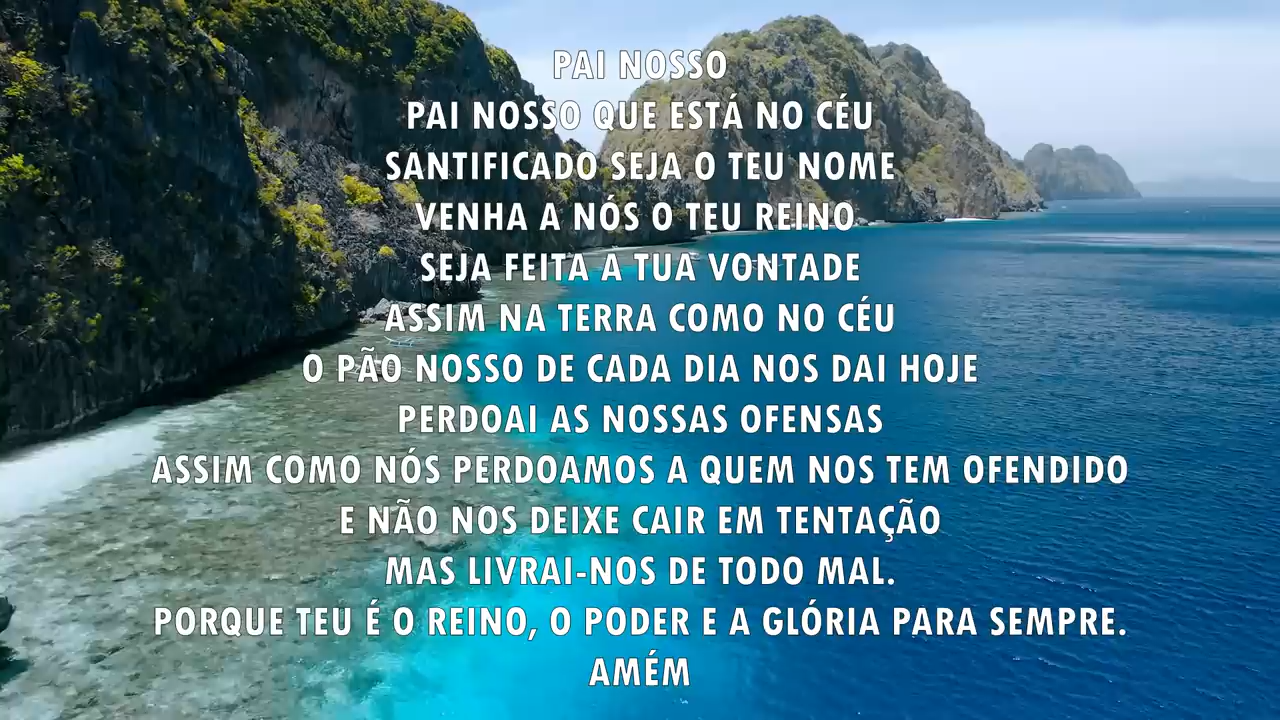 PAI NOSSO
PAI NOSSO QUE ESTÁ NO CÉU
SANTIFICADO SEJA O TEU NOME
VENHA A NÓS O TEU REINO
SEJA FEITA A TUA VONTADE
ASSIM NA TERRA COMO NO CÉU
O PÃO NOSSO DE CADA DIA NOS DAI HOJE
PERDOAI AS NOSSAS OFENSAS
ASSIM COMO NÓS PERDOAMOS A QUEM NOS TEM OFENDIDO
E NÃO NOS DEIXE CAIR EM TENTAÇÃO
MAS LIVRAI-NOS DE TODO MAL.
PORQUE TEU É O REINO, O PODER E A GLÓRIA PARA SEMPRE.
AMÉM